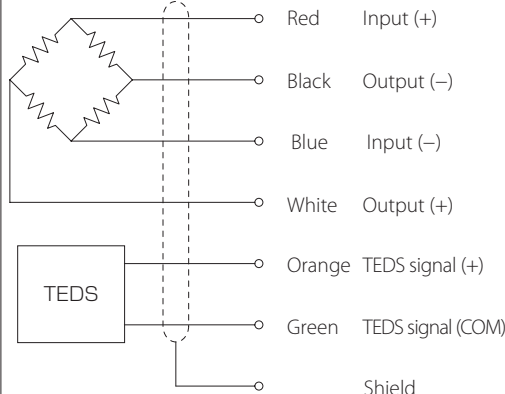 Red Input (+)
Black Output (−)
Blue Input (−)
White Output (+)
Orange TEDS signal (+)
TEDS
Green TEDS signal (COM)
Shield